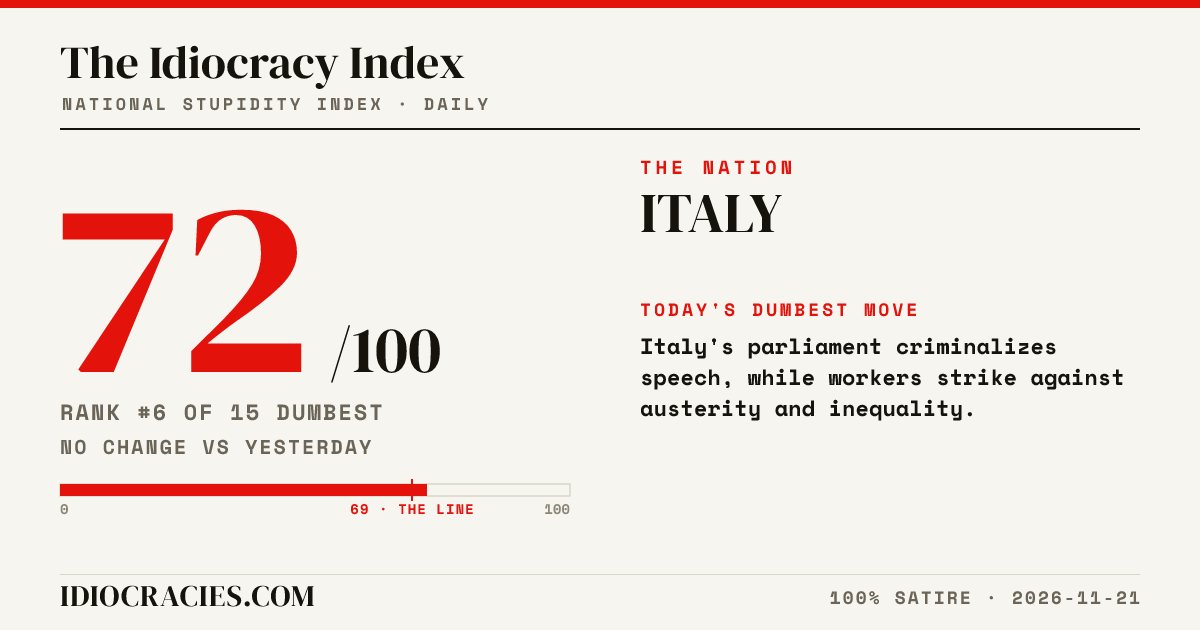 The Idiocracy Index
NATIONAL STUPIDITY INDEX · DAILY
72 /100
RANK #6 OF 15 DUMBEST
NO CHANGE VS YESTERDAY
0
69 · THE LINE
100
THE NATION
ITALY
TODAY'S DUMBEST MOVE
Italy's parliament criminalizes
speech, while workers strike against
austerity and inequality.
IDIOCRACIES.COM
100% SATIRE · 2026-11-21